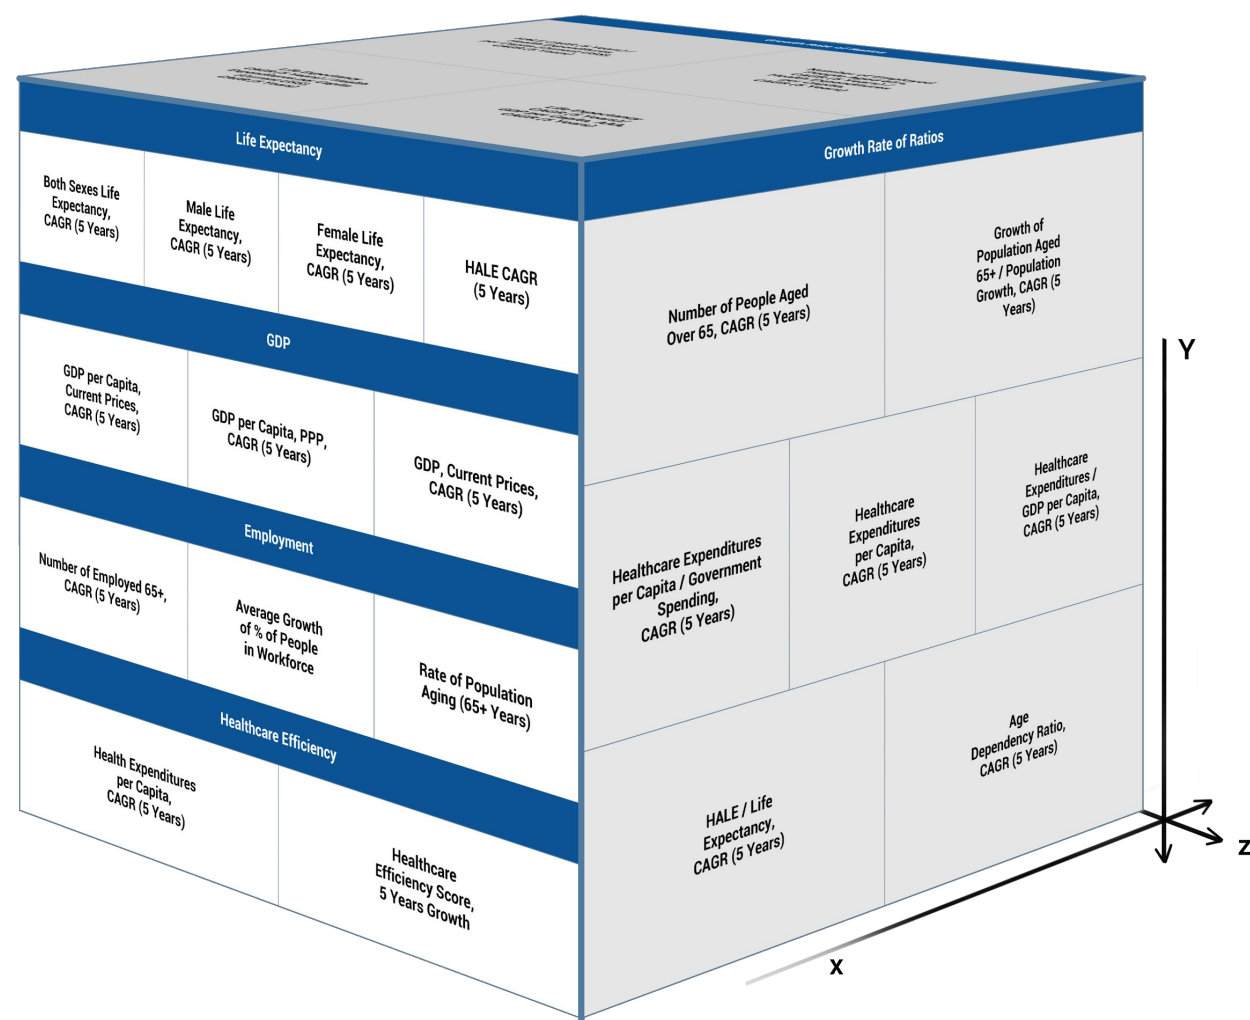 Growth Rate of Ratios
Life Expectancy
Both Sexes Life
Expectancy,
CAGR (5 Years)
Male Life
Expectancy,
CAGR (5 Years)
Female Life
Expectancy,
CAGR (5 Years)
HALE CAGR
(5 Years)
GDP
GDP per Capita,
Current Prices,
CAGR (5 Years)
GDP per Capita, PPP,
CAGR (5 Years)
GDP, Current Prices,
CAGR (5 Years)
Employment
Number of Employed 65+,
CAGR (5 Years)
Average Growth
of % of People
in Workforce
Rate of Population
Aging (65+ Years)
Healthcare Efficiency
Health Expenditures
per Capita,
CAGR (5 Years)
Healthcare
Efficiency Score,
5 Years Growth
Growth Rate of Ratios
Number of People Aged
Over 65, CAGR (5 Years)
Growth of
Population Aged
65+ / Population
Growth, CAGR (5
Years)
Healthcare Expenditures
per Capita / Government
Spending,
CAGR (5 Years)
Healthcare
Expenditures
per Capita,
CAGR (5 Years)
Healthcare
Expenditures /
GDP per Capita,
CAGR (5 Years)
HALE / Life
Expectancy,
CAGR (5 Years)
Age
Dependency Ratio,
CAGR (5 Years)
Y
Z
X